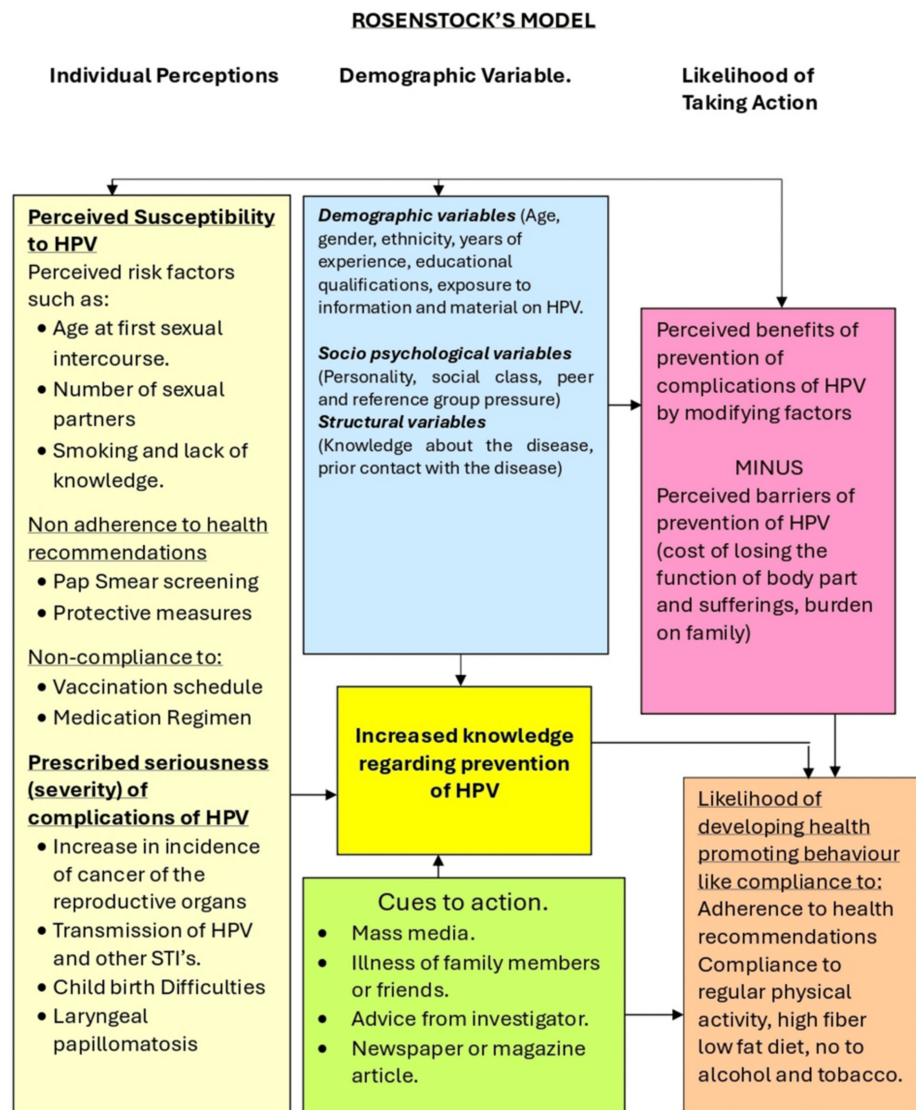 ROSENSTOCK'S MODEL
Individual Perceptions
Demographic Variable.
Likelihood of
Taking Action
Perceived Susceptibility
to HPV
Perceived risk factors
such as:
• Age at first sexual
intercourse.
• Number of sexual
partners
• Smoking and lack of
knowledge.
Non adherence to health
recommendations
• Pap Smear screening
• Protective measures
Non-compliance to:
• Vaccination schedule
• Medication Regimen
Prescribed seriousness
(severity) of
complications of HPV
• Increase in incidence
of cancer of the
reproductive organs
• Transmission of HPV
and other STI's.
• Child birth Difficulties
• Laryngeal
papillomatosis
Demographic variables (Age,
gender, ethnicity, years of
experience, educational
qualifications, exposure to
information and material on HPV.
Socio psychological variables
(Personality, social class, peer
and reference group pressure)
Structural variables
(Knowledge about the disease,
prior contact with the disease)
Increased knowledge
regarding prevention
of HPV
Cues to action.
• Mass media.
• Illness of family members
or friends.
• Advice from investigator.
• Newspaper or magazine
article.
Perceived benefits of
prevention of
complications of HPV
by modifying factors
MINUS
Perceived barriers of
prevention of HPV
(cost of losing the
function of body part
and sufferings, burden
on family)
Likelihood of
developing health
promoting behaviour
like compliance to:
Adherence to health
recommendations
Compliance to
regular physical
activity, high fiber
low fat diet, no to
alcohol and tobacco.